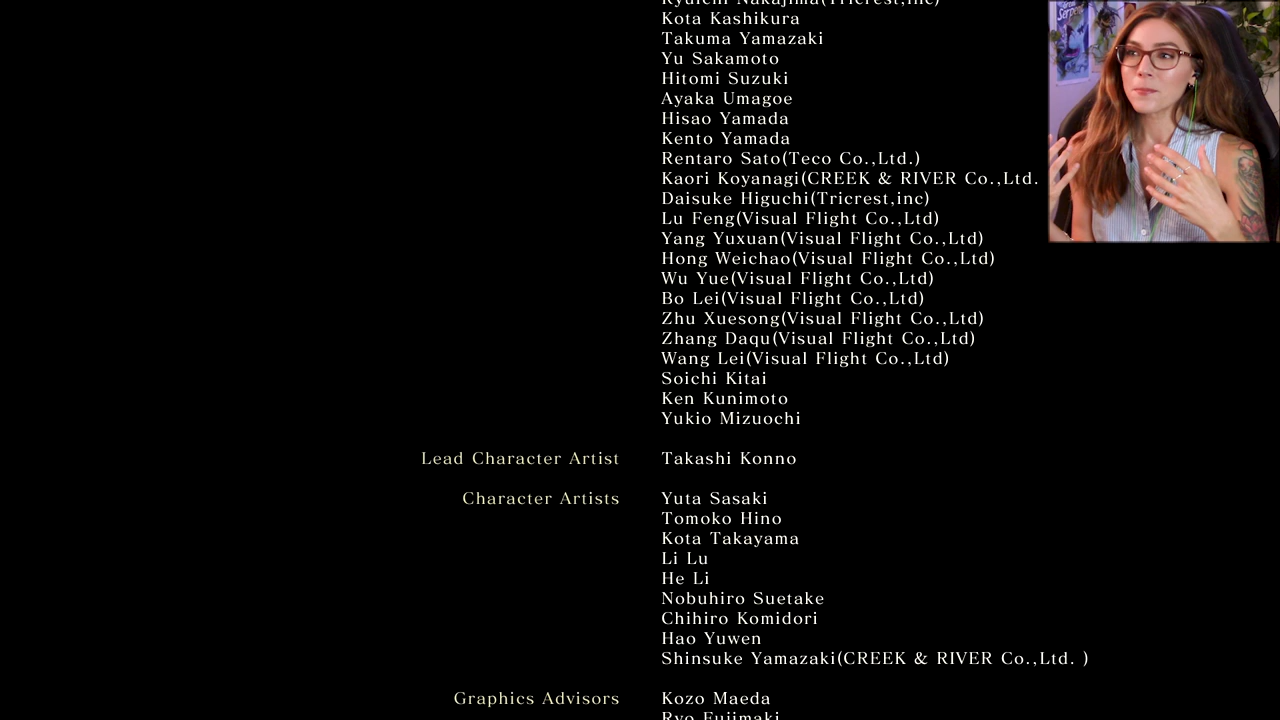 Ryuichi Nakajima(Tricrest,inc)
Kota Kashikura
Takuma Yamazaki
Yu Sakamoto
Hitomi Suzuki
Ayaka Umagoe
Hisao Yamada
Kento Yamada
Rentaro Sato(Teco Co.,Ltd.)
Kaori Koyanagi(CREEK & RIVER Co.,Ltd.
Daisuke Higuchi(Tricrest,inc)
Lu Feng(Visual Flight Co.,Ltd)
Yang Yuxuan(Visual Flight Co.,Ltd)
Hong Weichao(Visual Flight Co.,Ltd)
Wu Yue(Visual Flight Co.,Ltd)
Bo Lei(Visual Flight Co.,Ltd)
Zhu Xuesong(Visual Flight Co.,Ltd)
Zhang Daqu(Visual Flight Co.,Ltd)
Wang Lei(Visual Flight Co.,Ltd)
Soichi Kitai
Ken Kunimoto
Yukio Mizuochi
Lead Character Artist Takashi Konno
Character Artists Yuta Sasaki
Tomoko Hino
Kota Takayama
Li Lu
He Li
Nobuhiro Suetake
Chihiro Komidori
Hao Yuwen
Shinsuke Yamazaki(CREEK & RIVER Co.,Ltd. )
Graphics Advisors Kozo Maeda
Ryo Fujimaki